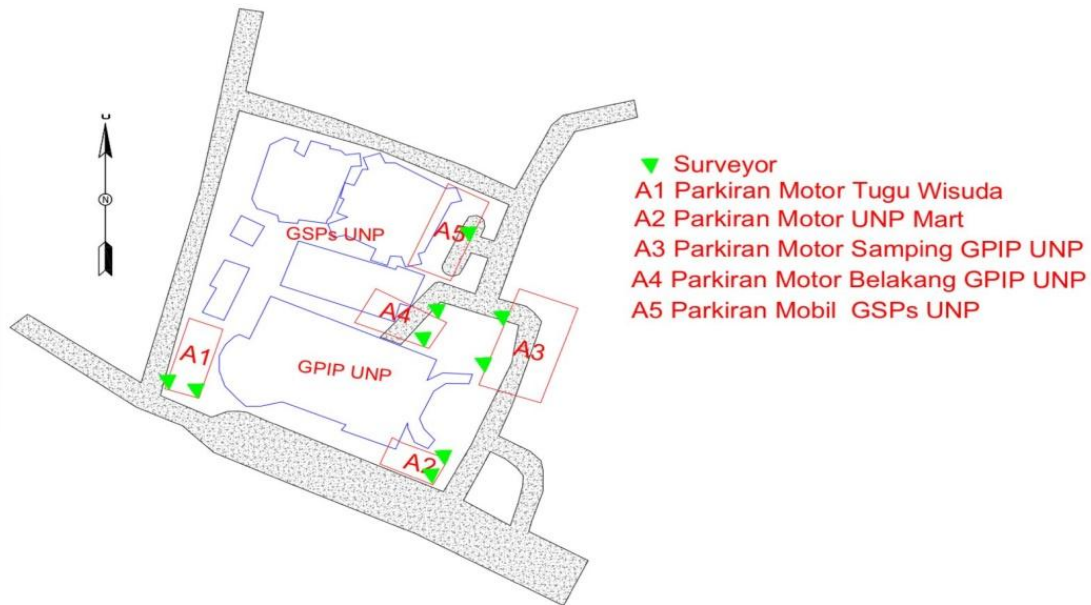 U
N
Surveyor
A1 Parkiran Motor Tugu Wisuda
A2 Parkiran Motor UNP Mart
A3 Parkiran Motor Samping GPIP UNP
A4 Parkiran Motor Belakang GPIP UNP
A5 Parkiran Mobil GSPs UNP
GSPs UNP
A5
A4
A3
A1
GPIP UNP
A2